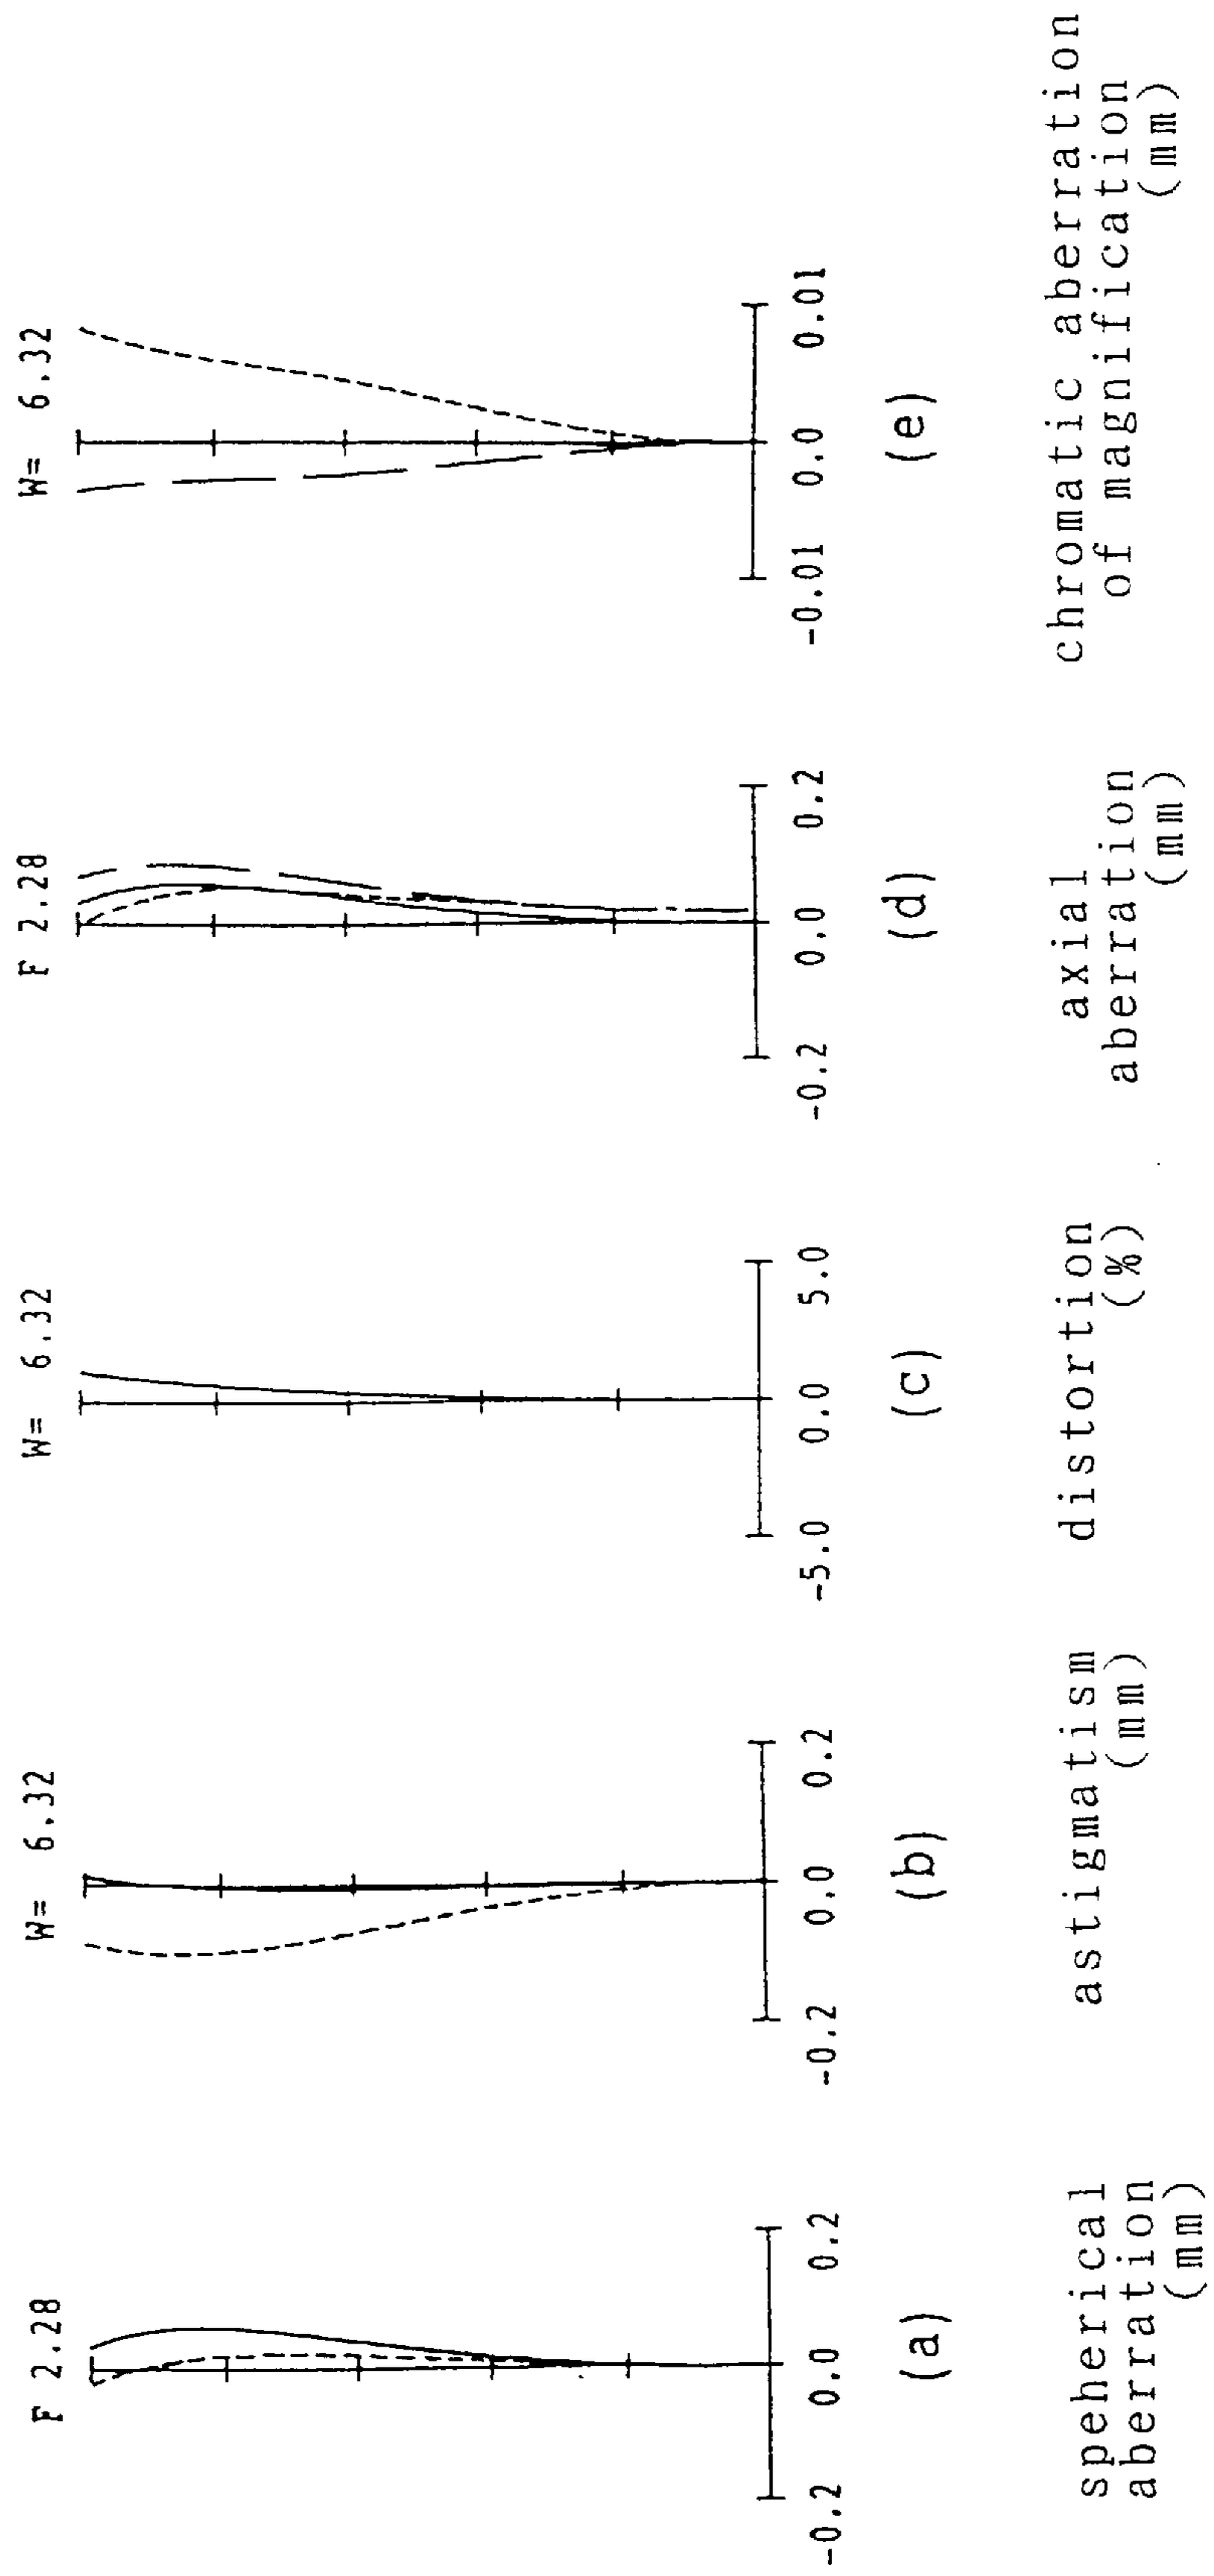 F 2.28
-0.2 0.0 0.2
(a)
speherical
aberration
(mm)
W= 6.32
-0.2 0.0 0.2
(b)
astigmatism
(mm)
W= 6.32
-5.0 0.0 5.0
(c)
distortion
(%)
F 2.28
-0.2 0.0 0.2
(d)
axial
aberration
(mm)
W= 6.32
-0.01 0.0 0.01
(e)
chromatic aberration
of magnification
(mm)